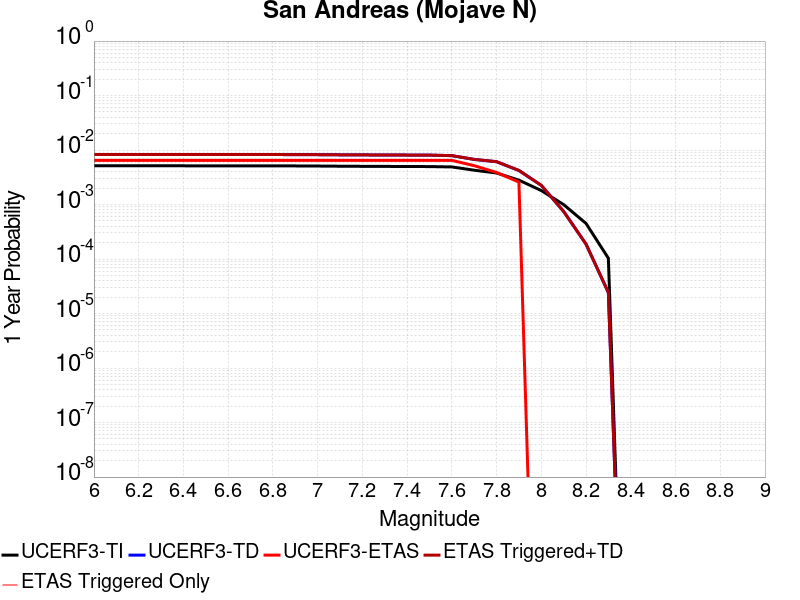 San Andreas (Mojave N)
10^0
10^-1
10^-2
10^-3
10^-4
10^-5
10^-6
10^-7
10^-8
1 Year Probability
6 6.2 6.4 6.6 6.8 7 7.2 7.4 7.6 7.8 8 8.2 8.4 8.6 8.8 9
Magnitude
UCERF3-TI UCERF3-TD UCERF3-ETAS ETAS Triggered+TD
ETAS Triggered Only